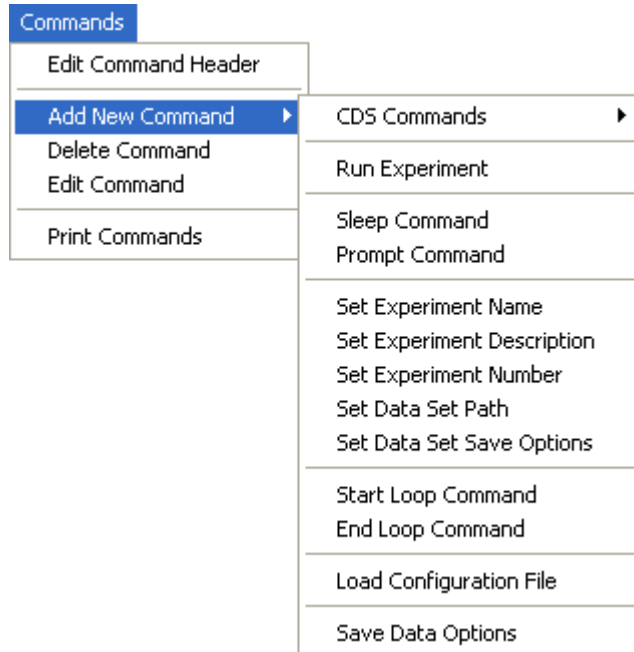 Commands
Edit Command Header
Add New Command
Delete Command
Edit Command
Print Commands
CDS Commands
Run Experiment
Sleep Command
Prompt Command
Set Experiment Name
Set Experiment Description
Set Experiment Number
Set Data Set Path
Set Data Set Save Options
Start Loop Command
End Loop Command
Load Configuration File
Save Data Options